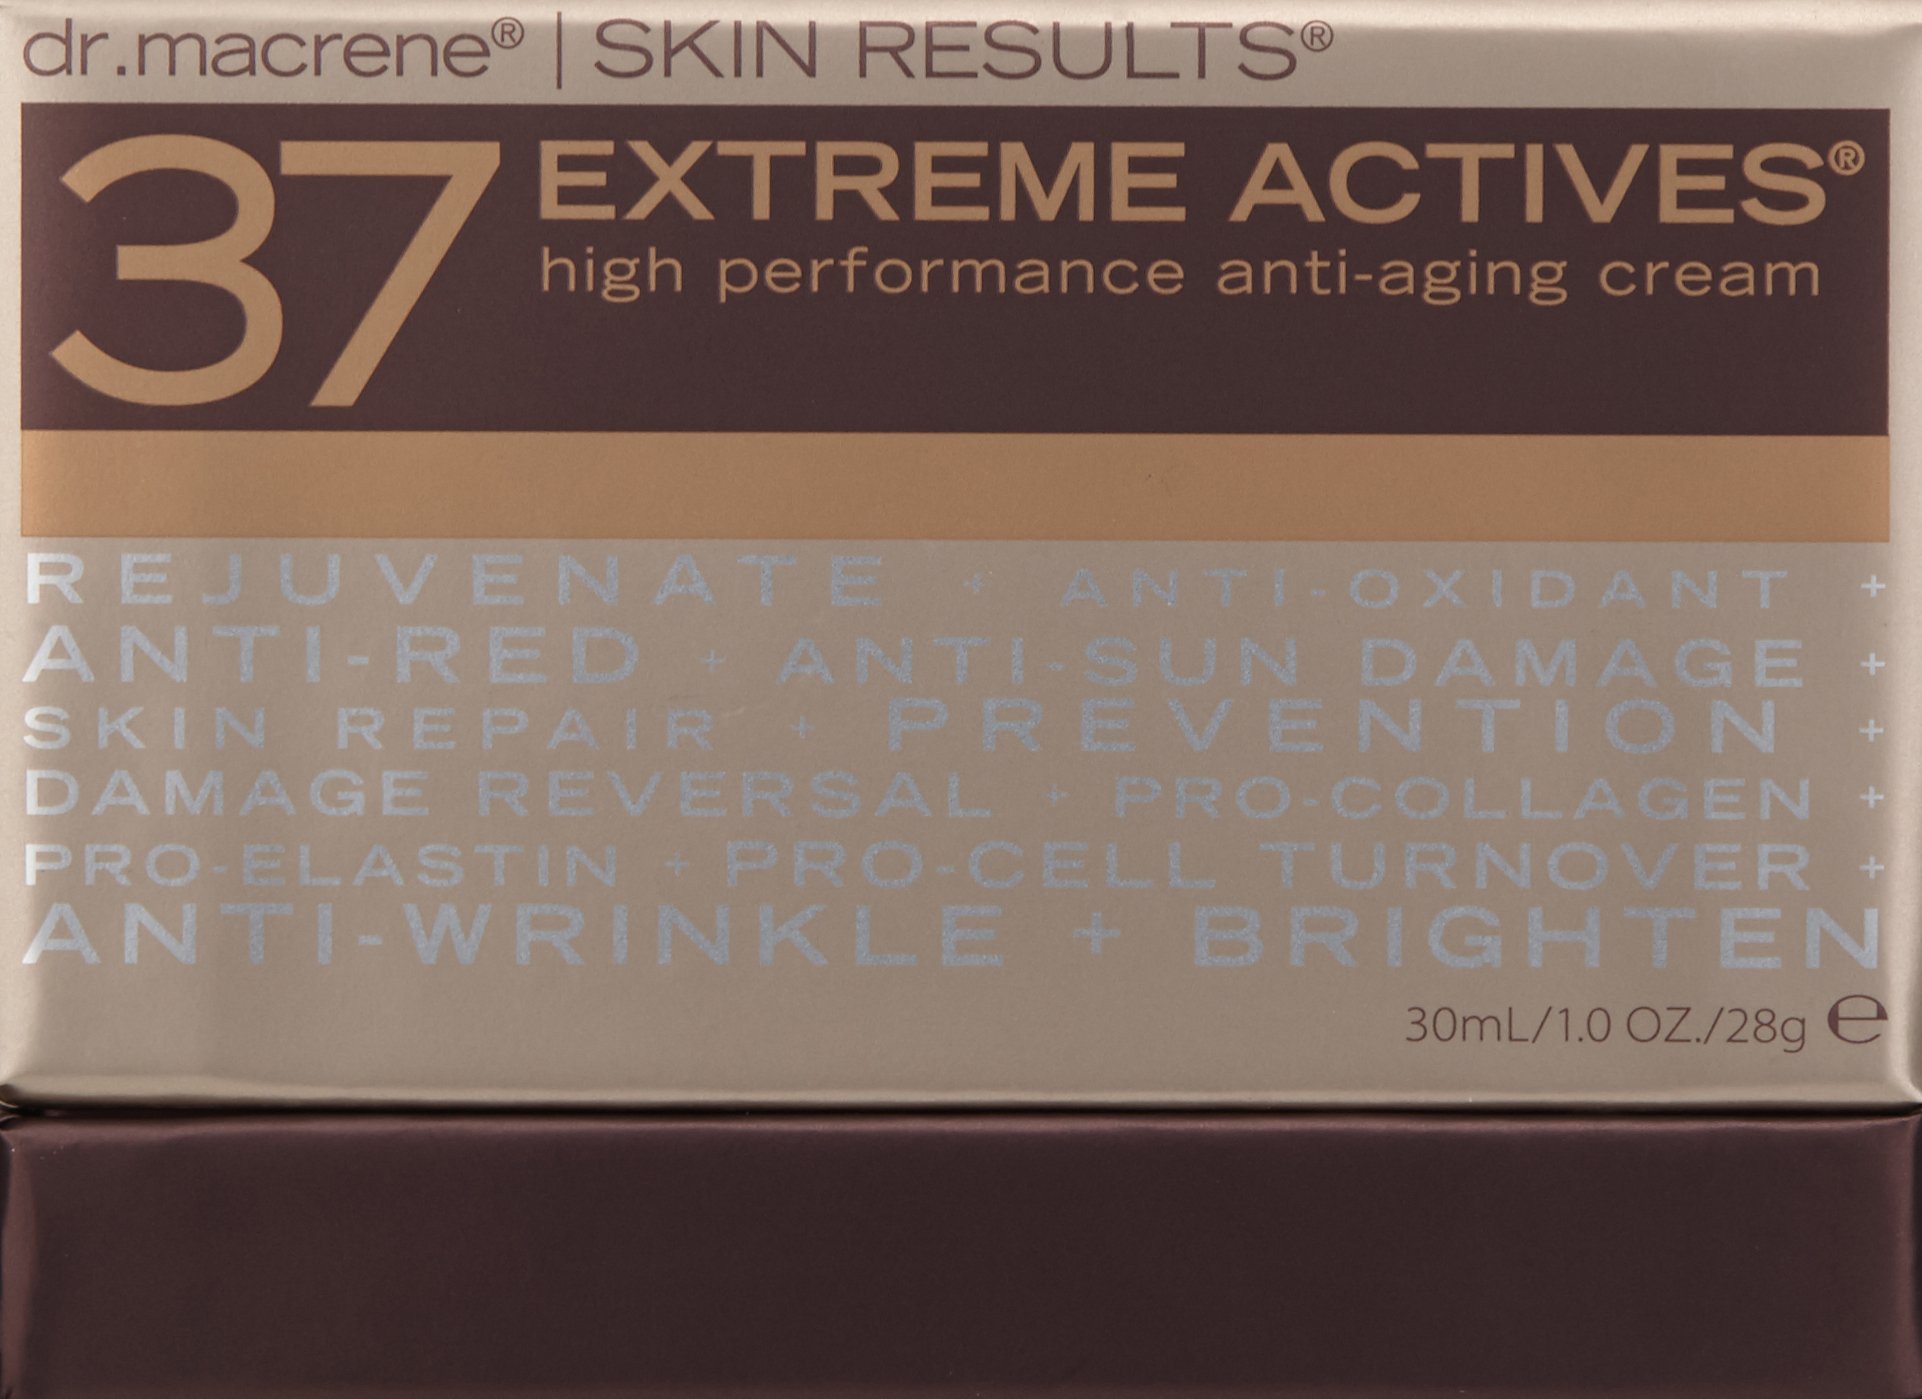 dr.macrene® | SKIN RESULTS®
37 EXTREME ACTIVES®
high performance anti-aging cream
REJUVENATE + ANTI-OXIDANT +
ANTI-RED + ANTI-SUN DAMAGE +
SKIN REPAIR + PREVENTION +
DAMAGE REVERSAL + PRO-COLLAGEN +
PRO-ELASTIN + PRO-CELL TURNOVER +
ANTI-WRINKLE + BRIGHTEN
30mL/1.0 OZ./28g ℮